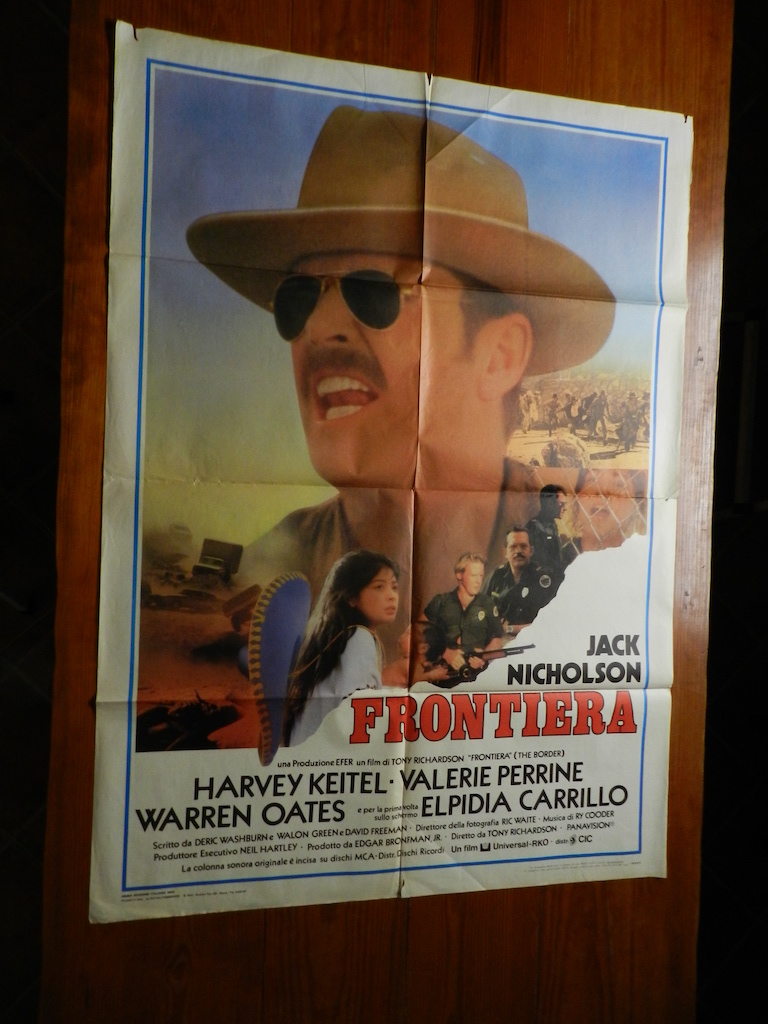 JACK
NICHOLSON
FRONTIERA
una Produzione EFER un film di TONY RICHARDSON "FRONTIERA" (THE BORDER)
HARVEY KEITEL · VALERIE PERRINE
WARREN OATES e per la prima volta sullo schermo ELPIDIA CARRILLO
Scritto da DERIC WASHBURN e WALON GREEN e DAVID FREEMAN · Direttore della fotografia RIC WAITE · Musica di RY COODER
Produttore Esecutivo NEIL HARTLEY · Prodotto da EDGAR BRONFMAN, JR. · Diretto da TONY RICHARDSON · PANAVISION®
La colonna sonora originale è incisa su dischi MCA - Distr. Dischi Ricordi Un film Universal-RKO · distr. CIC